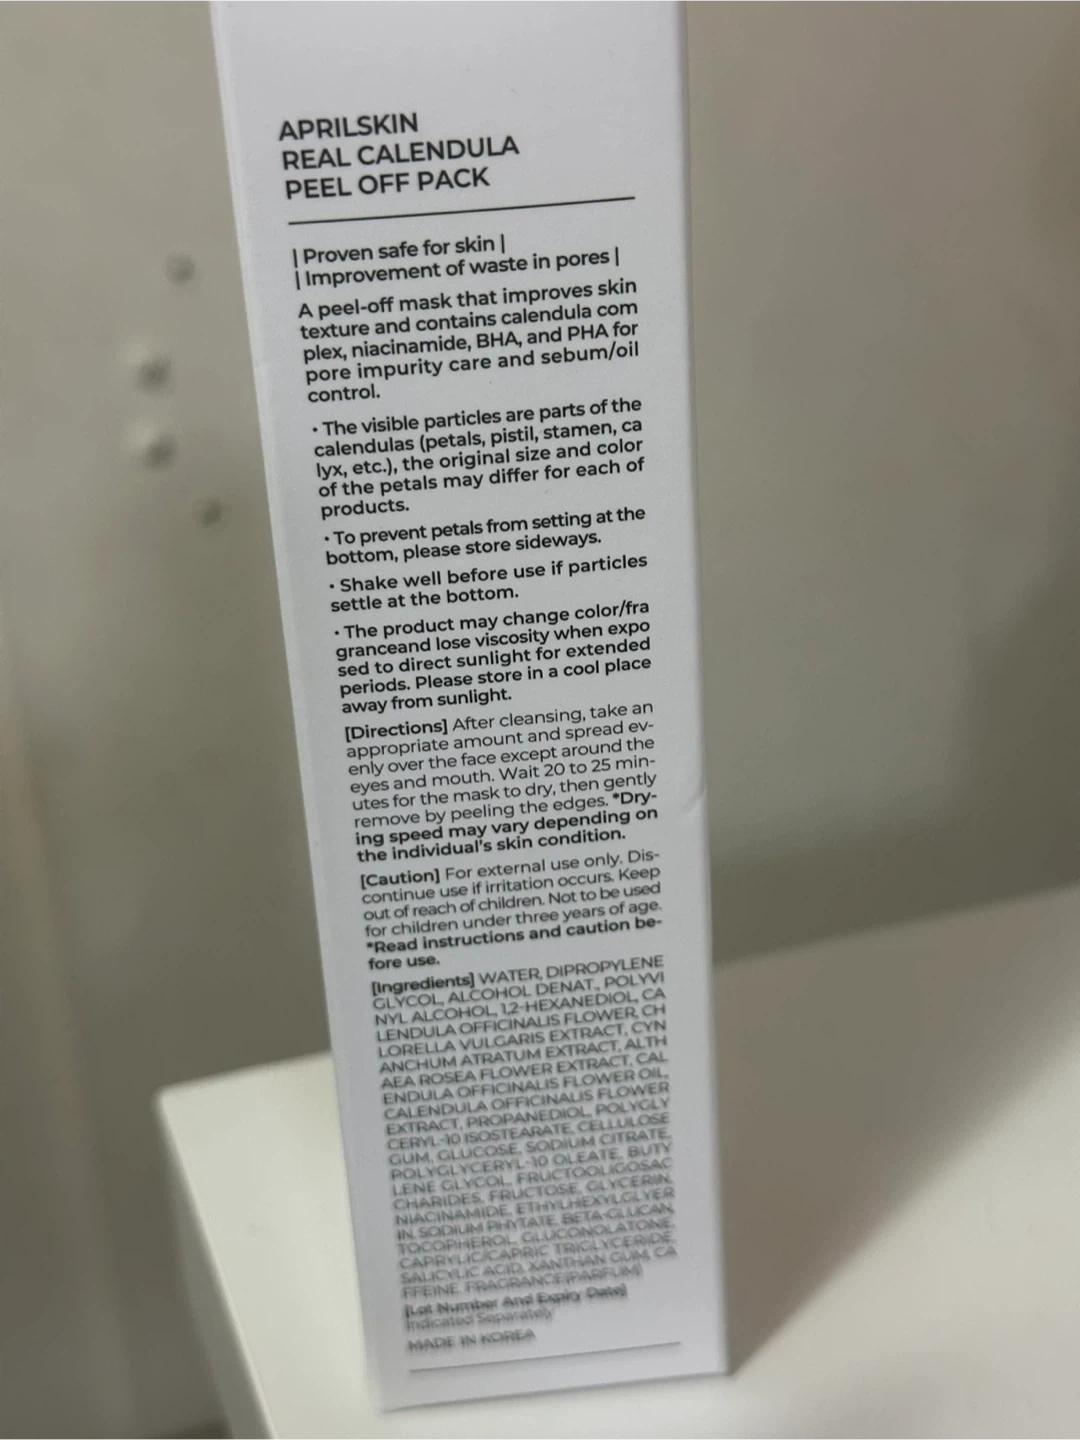 APRILSKIN
REAL CALENDULA
PEEL OFF PACK
| Proven safe for skin |
| Improvement of waste in pores |
A peel-off mask that improves skin
texture and contains calendula com
plex, niacinamide, BHA, and PHA for
pore impurity care and sebum/oil
control.
· The visible particles are parts of the
calendulas (petals, pistil, stamen, ca
lyx, etc.), the original size and color
of the petals may differ for each of
products.
· To prevent petals from setting at the
bottom, please store sideways.
· Shake well before use if particles
settle at the bottom.
· The product may change color/fra
granceand lose viscosity when expo
sed to direct sunlight for extended
periods. Please store in a cool place
away from sunlight.
[Directions] After cleansing, take an
appropriate amount and spread ev-
enly over the face except around the
eyes and mouth. Wait 20 to 25 min-
utes for the mask to dry, then gently
remove by peeling the edges. *Dry-
ing speed may vary depending on
the individual's skin condition.
[Caution] For external use only. Dis-
continue use if irritation occurs. Keep
out of reach of children. Not to be used
for children under three years of age.
*Read instructions and caution be-
fore use.
[Ingredients] WATER, DIPROPYLENE
GLYCOL, ALCOHOL DENAT., POLYVI
NYL ALCOHOL, 1,2-HEXANEDIOL, CA
LENDULA OFFICINALIS FLOWER, CH
LORELLA VULGARIS EXTRACT, CYN
ANCHUM ATRATUM EXTRACT, ALTH
AEA ROSEA FLOWER EXTRACT, CAL
ENDULA OFFICINALIS FLOWER OIL,
CALENDULA OFFICINALIS FLOWER
EXTRACT, PROPANEDIOL, POLYGLY
CERYL-10 ISOSTEARATE, CELLULOSE
GUM, GLUCOSE, SODIUM CITRATE,
POLYGLYCERYL-10 OLEATE, BUTY
LENE GLYCOL, FRUCTOOLIGOSAC
CHARIDES, FRUCTOSE, GLYCERIN,
NIACINAMIDE, ETHYLHEXYLGLYCER
IN, SODIUM PHYTATE, BETA-GLUCAN,
TOCOPHEROL, GLUCONOLATONE,
CAPRYLIC/CAPRIC TRIGLYCERIDE,
SALICYLIC ACID, XANTHAN GUM, CA
FFEINE, FRAGRANCE(PARFUM)
[Lot Number And Expiry Date]
Indicated Separately
MADE IN KOREA